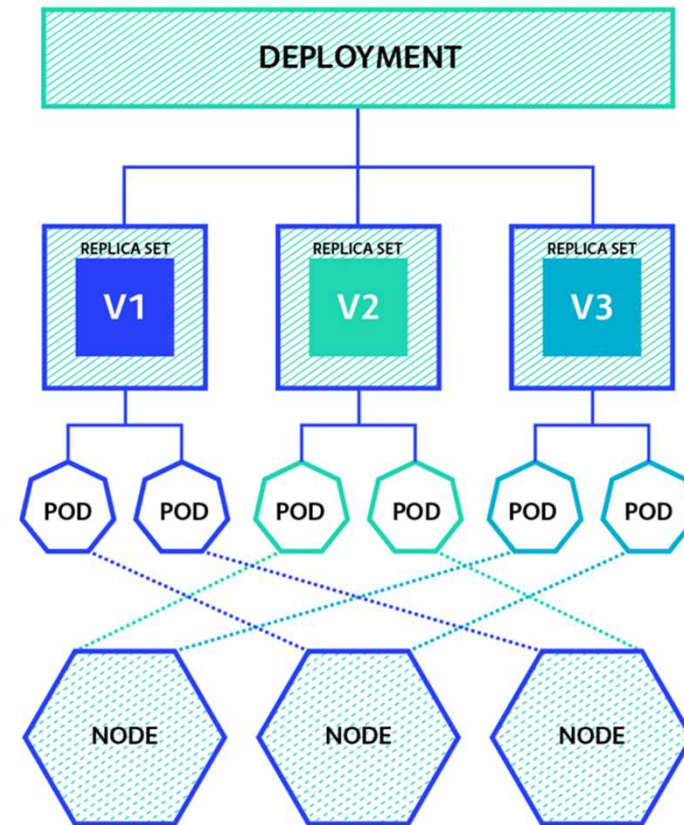 DEPLOYMENT
REPLICA SET
V1
REPLICA SET
V2
REPLICA SET
V3
POD
POD
POD
POD
POD
POD
NODE
NODE
NODE